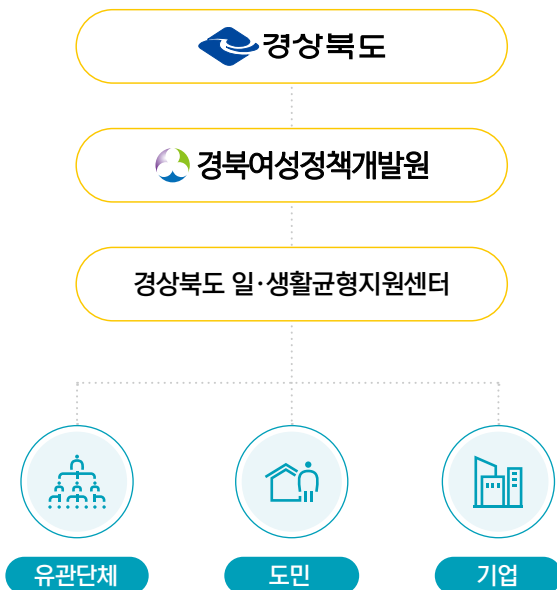 경상북도
경북여성정책개발원
경상북도 일·생활균형지원센터
유관단체
도민
기업